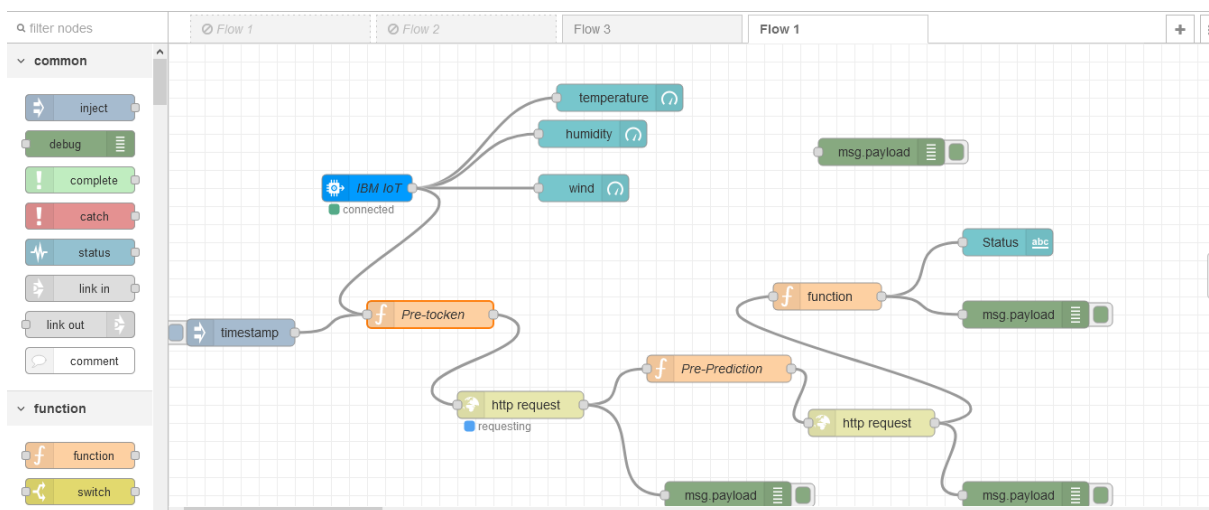 filter nodes
Flow 1
Flow 2
Flow 3
Flow 1
common
inject
debug
complete
catch
status
link in
link out
comment
function
function
switch
temperature
humidity
msg.payload
IBM IoT
wind
connected
Status
abc
function
Pre-tocken
msg.payload
timestamp
Pre-Prediction
http request
requesting
http request
msg.payload
msg.payload